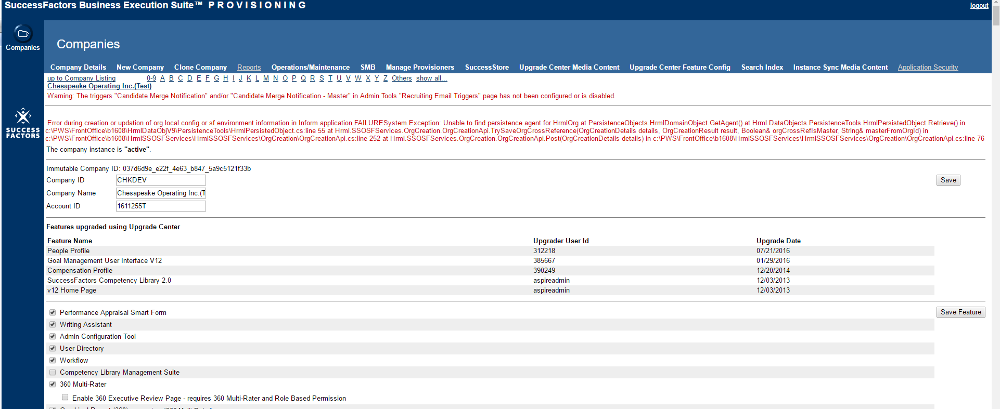 SuccessFactors Business Execution Suite™ PROVISIONING
logout
Companies
Companies
Company Details New Company Clone Company Reports Operations/Maintenance SMB Manage Provisioners SuccessStore Upgrade Center Media Content Upgrade Center Feature Config Search Index Instance Sync Media Content Application Security
up to Company Listing 0-9 A B C D E F G H I J K L M N O P Q R S T U V W X Y Z Others show all...
Chesapeake Operating Inc.(Test)
Warning: The triggers "Candidate Merge Notification" and/or "Candidate Merge Notification - Master" in Admin Tools "Recruiting Email Triggers" page has not been configured or is disabled.
SUCCESS
FACTORS
Error during creation or updation of org local config or sf environment information in Inform application FAILURESystem.Exception: Unable to find persistence agent for HrmlOrg at PersistenceObjects.HrmlDomainObject.GetAgent() at Hrml.DataObjects.PersistenceTools.HrmlPersistedObject.Retrieve() in
c:\PWS\FrontOffice\b1608\HrmlDataObjV9\PersistenceTools\HrmlPersistedObject.cs:line 55 at Hrml.SSOSFServices.OrgCreation.OrgCreationApi.TrySaveOrgCrossReference(OrgCreationDetails details, OrgCreationResult result, Boolean& orgCrossRefIsMaster, String& masterFromOrgId) in
c:\PWS\FrontOffice\b1608\HrmlSSOSFServices\HrmlSSOSFServices\OrgCreation\OrgCreationApi.cs:line 252 at Hrml.SSOSFServices.OrgCreation.OrgCreationApi.Post(OrgCreationDetails details) in c:\PWS\FrontOffice\b1608\HrmlSSOSFServices\HrmlSSOSFServices\OrgCreation\OrgCreationApi.cs:line 76
The company instance is "active".
Immutable Company ID: 037d6d9e_e22f_4e63_b847_5a9c5121f33b
Company ID CHKDEV Save
Company Name Chesapeake Operating Inc.(T
Account ID 1611255T
Features upgraded using Upgrade Center
Feature Name Upgrader User Id Upgrade Date
People Profile 312218 07/21/2016
Goal Management User Interface V12 385667 01/29/2016
Compensation Profile 390249 12/20/2014
SuccessFactors Competency Library 2.0 aspireadmin 12/03/2013
v12 Home Page aspireadmin 12/03/2013
Performance Appraisal Smart Form Save Feature
Writing Assistant
Admin Configuration Tool
User Directory
Workflow
Competency Library Management Suite
360 Multi-Rater
Enable 360 Executive Review Page - requires 360 Multi-Rater and Role Based Permission